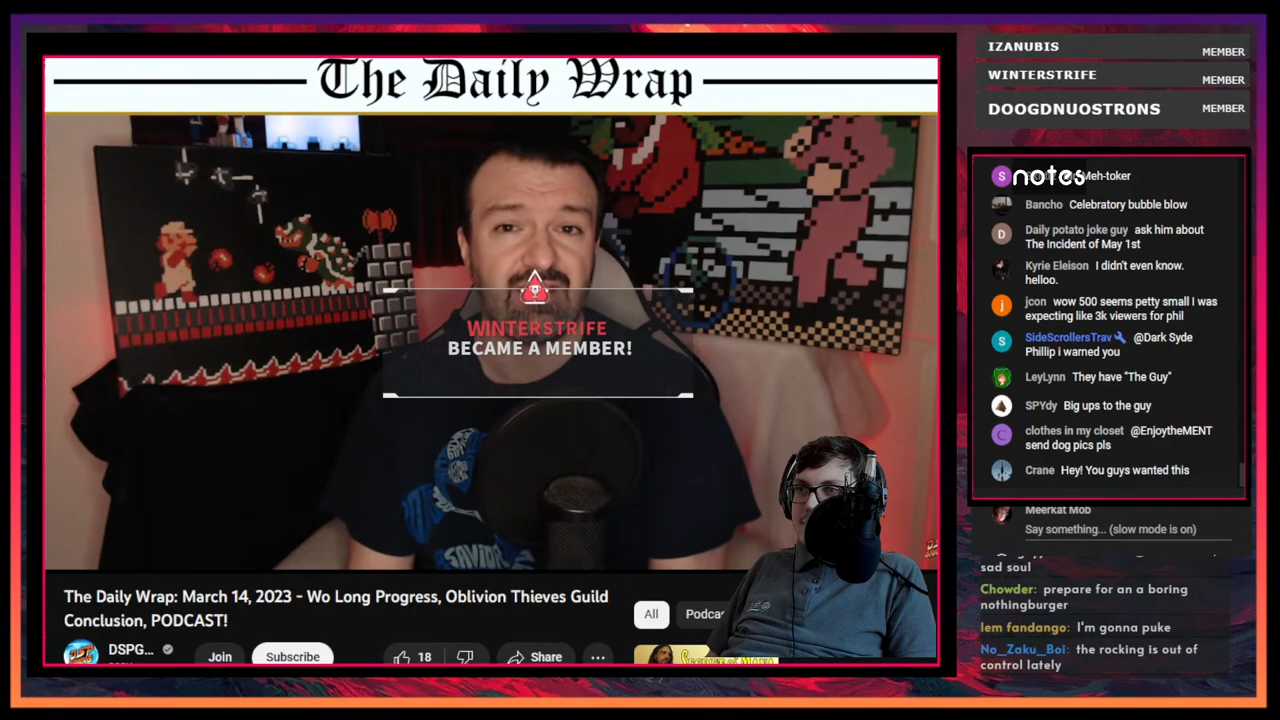 The Daily Wrap
WINTERSTRIFE
BECAME A MEMBER!
SAVIOR
The Daily Wrap: March 14, 2023 - Wo Long Progress, Oblivion Thieves Guild
Conclusion, PODCAST!
DSPG...
Join
Subscribe
18
Share
...
All
Podcas
IZANUBIS MEMBER
WINTERSTRIFE MEMBER
DOOGDNUOSTR0NS MEMBER
S notes Meh-toker
Bancho Celebratory bubble blow
D Daily potato joke guy ask him about
The Incident of May 1st
Kyrie Eleison I didn't even know.
helloo.
j jcon wow 500 seems petty small I was
expecting like 3k viewers for phil
S SideScrollersTrav @Dark Syde
Phillip i warned you
LeyLynn They have "The Guy"
SPYdy Big ups to the guy
C clothes in my closet @EnjoytheMENT
send dog pics pls
Crane Hey! You guys wanted this
Meerkat Mob
Say something... (slow mode is on)
sad soul
Chowder: prepare for an a boring
nothingburger
lem fandango: I'm gonna puke
No_Zaku_Boi: the rocking is out of
control lately